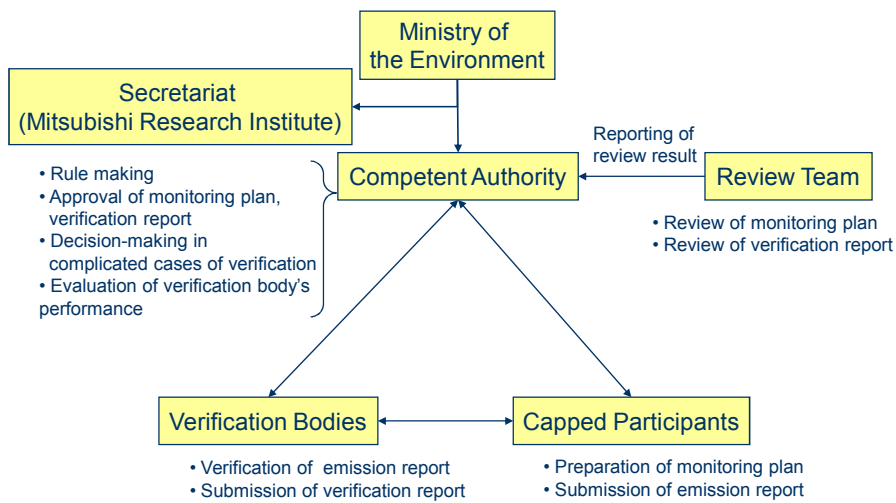 Ministry of
the Environment
Secretariat
(Mitsubishi Research Institute)
Reporting of
review result
Competent Authority
Review Team
• Rule making
• Approval of monitoring plan,
verification report
• Decision-making in
complicated cases of verification
• Evaluation of verification body's
performance
• Review of monitoring plan
• Review of verification report
Verification Bodies
Capped Participants
• Verification of emission report
• Submission of verification report
• Preparation of monitoring plan
• Submission of emission report